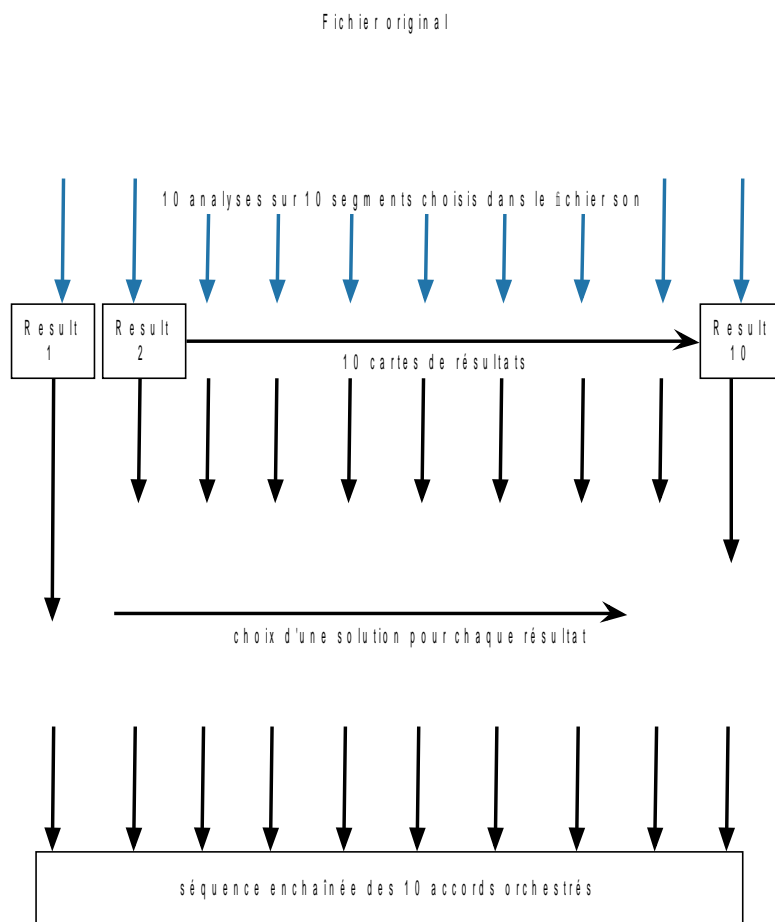 Fichier original
10 analyses sur 10 segments choisis dans le fichier son
Result
1
Result
2
Result
10
10 cartes de résultats
choix d'une solution pour chaque résultat
séquence enchaînée des 10 accords orchestrés